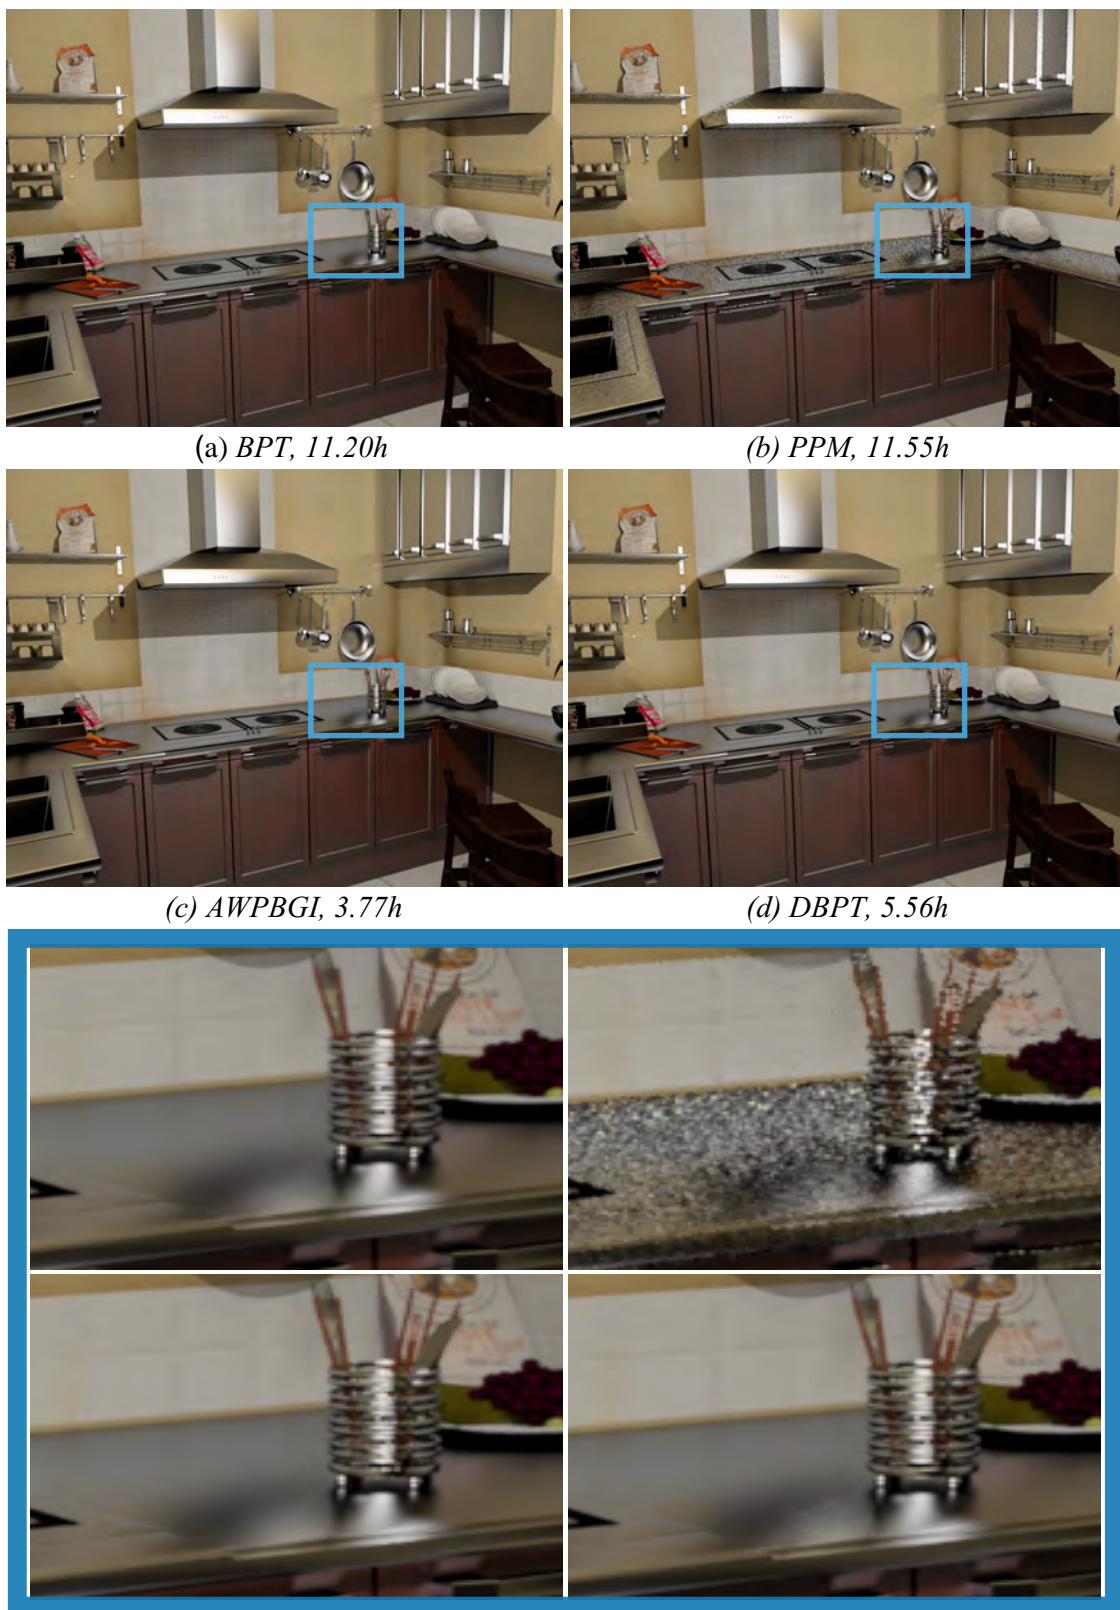 (a) BPT, 11.20h
(b) PPM, 11.55h
(c) AWPBGI, 3.77h
(d) DBPT, 5.56h